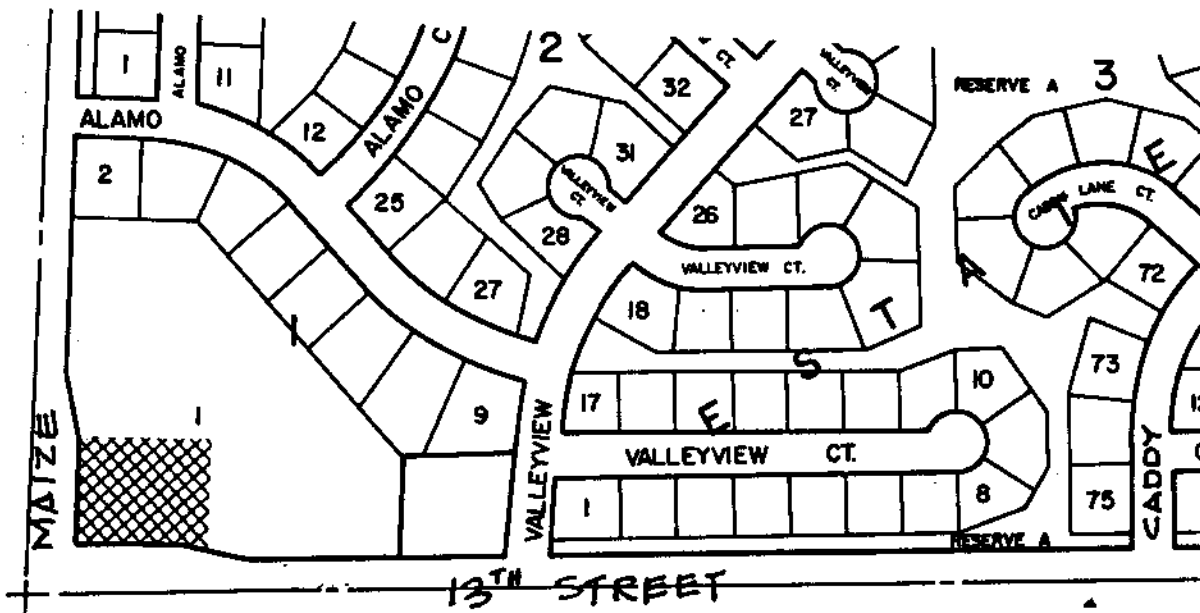 C
2
1
ALAMO
11
32
CT.
VALLEYVIEW
CT.
RESERVE A
3
ALAMO
12
ALAMO
27
31
E
2
25
VALLEYVIEW
CT.
26
LANE CT.
T
28
VALLEYVIEW CT.
A
72
27
18
T
1
S
73
10
17
E
9
1
MAIZE
VALLEYVIEW
VALLEYVIEW CT.
CADDY
1
8
75
RESERVE A
13TH STREET